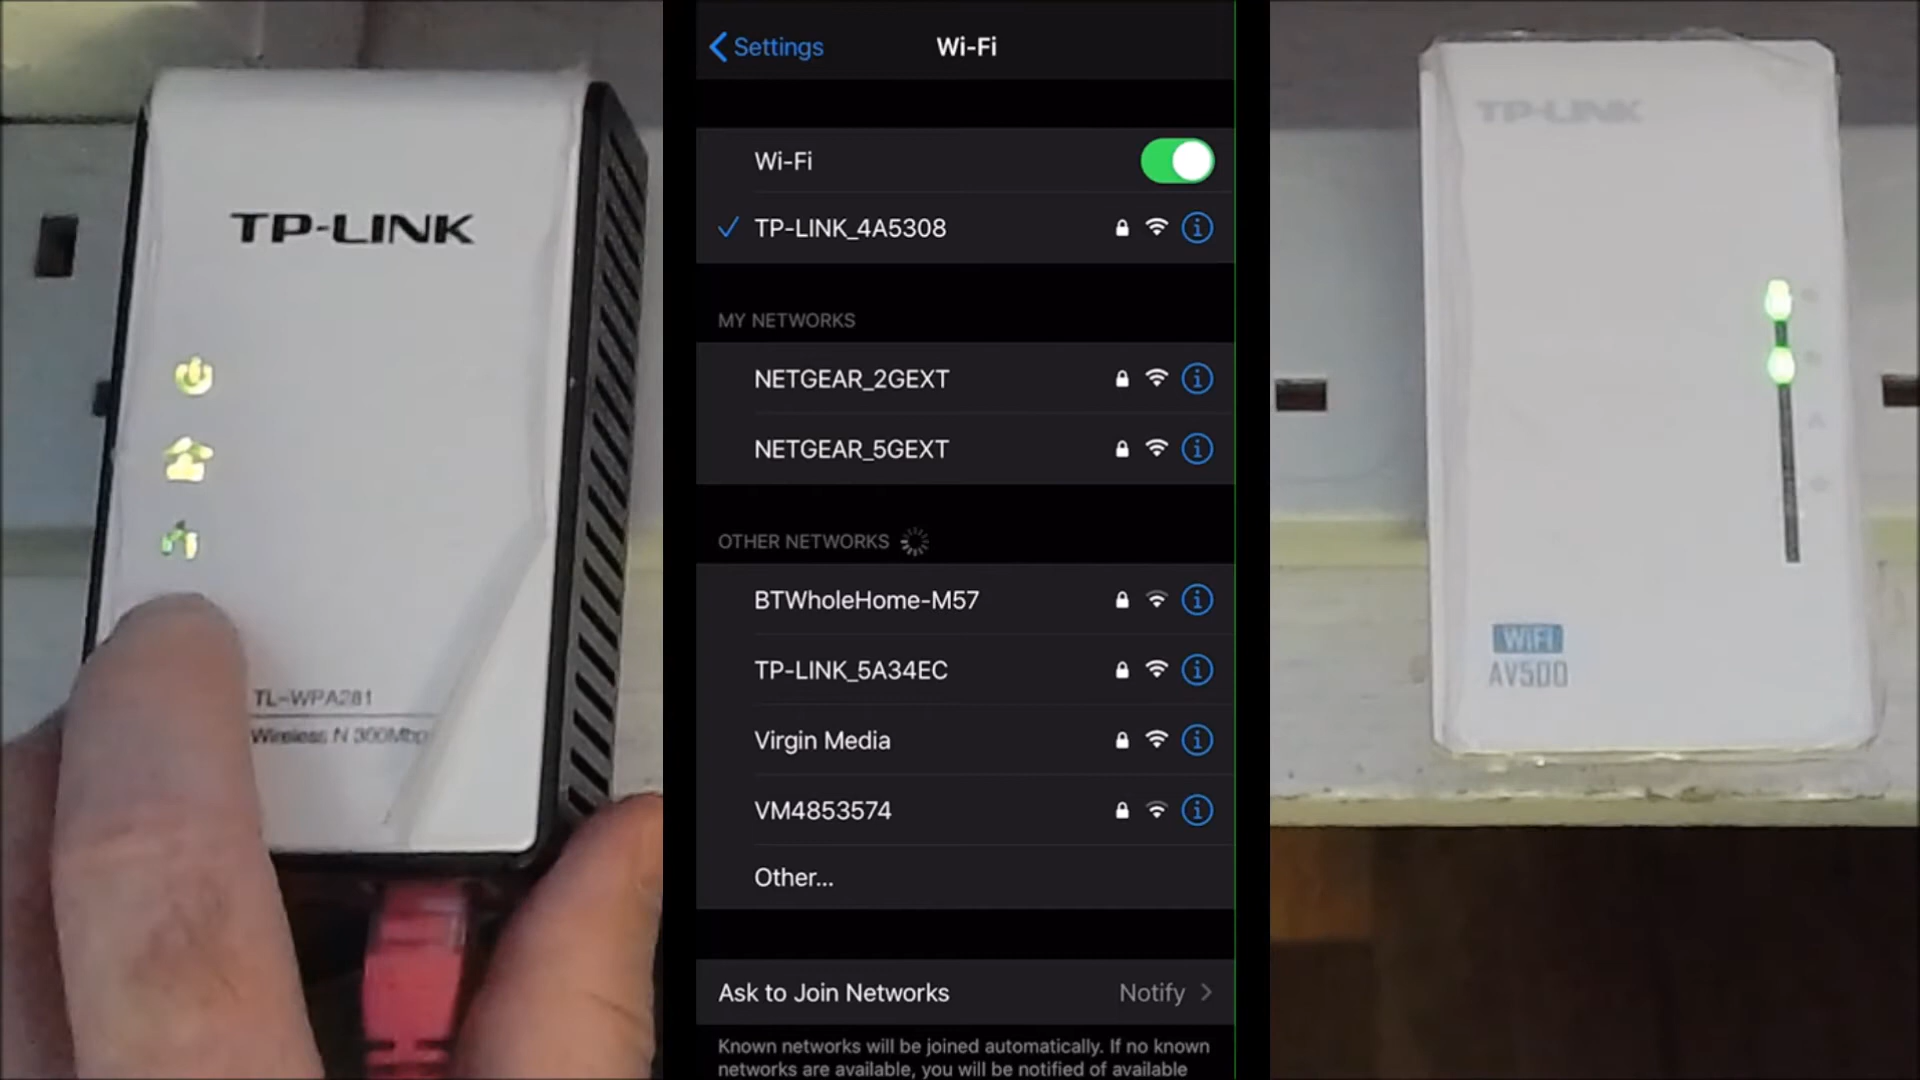 TP-LINK
TL-WPA281
Wireless N 300Mbps
Settings
Wi-Fi
Wi-Fi
TP-LINK_4A5308
MY NETWORKS
NETGEAR_2GEXT
NETGEAR_5GEXT
OTHER NETWORKS
BTWholeHome-M57
TP-LINK_5A34EC
Virgin Media
VM4853574
Other...
Ask to Join Networks
Notify
Known networks will be joined automatically. If no known
networks are available, you will be notified of available
TP-LINK
WiFi
AV500